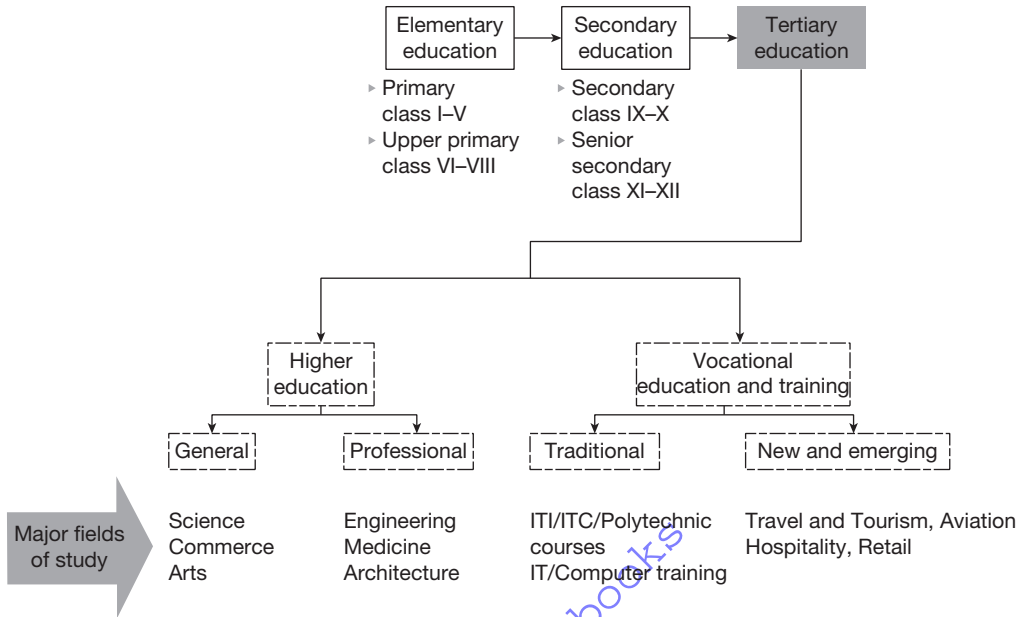 Elementary
education
Secondary
education
Tertiary
education
Primary
class I–V
Upper primary
class VI–VIII
Secondary
class IX–X
Senior
secondary
class XI–XII
Higher
education
Vocational
education and training
General
Professional
Traditional
New and emerging
Major fields
of study
Science
Commerce
Arts
Engineering
Medicine
Architecture
ITI/ITC/Polytechnic
courses
IT/Computer training
Travel and Tourism, Aviation
Hospitality, Retail
books